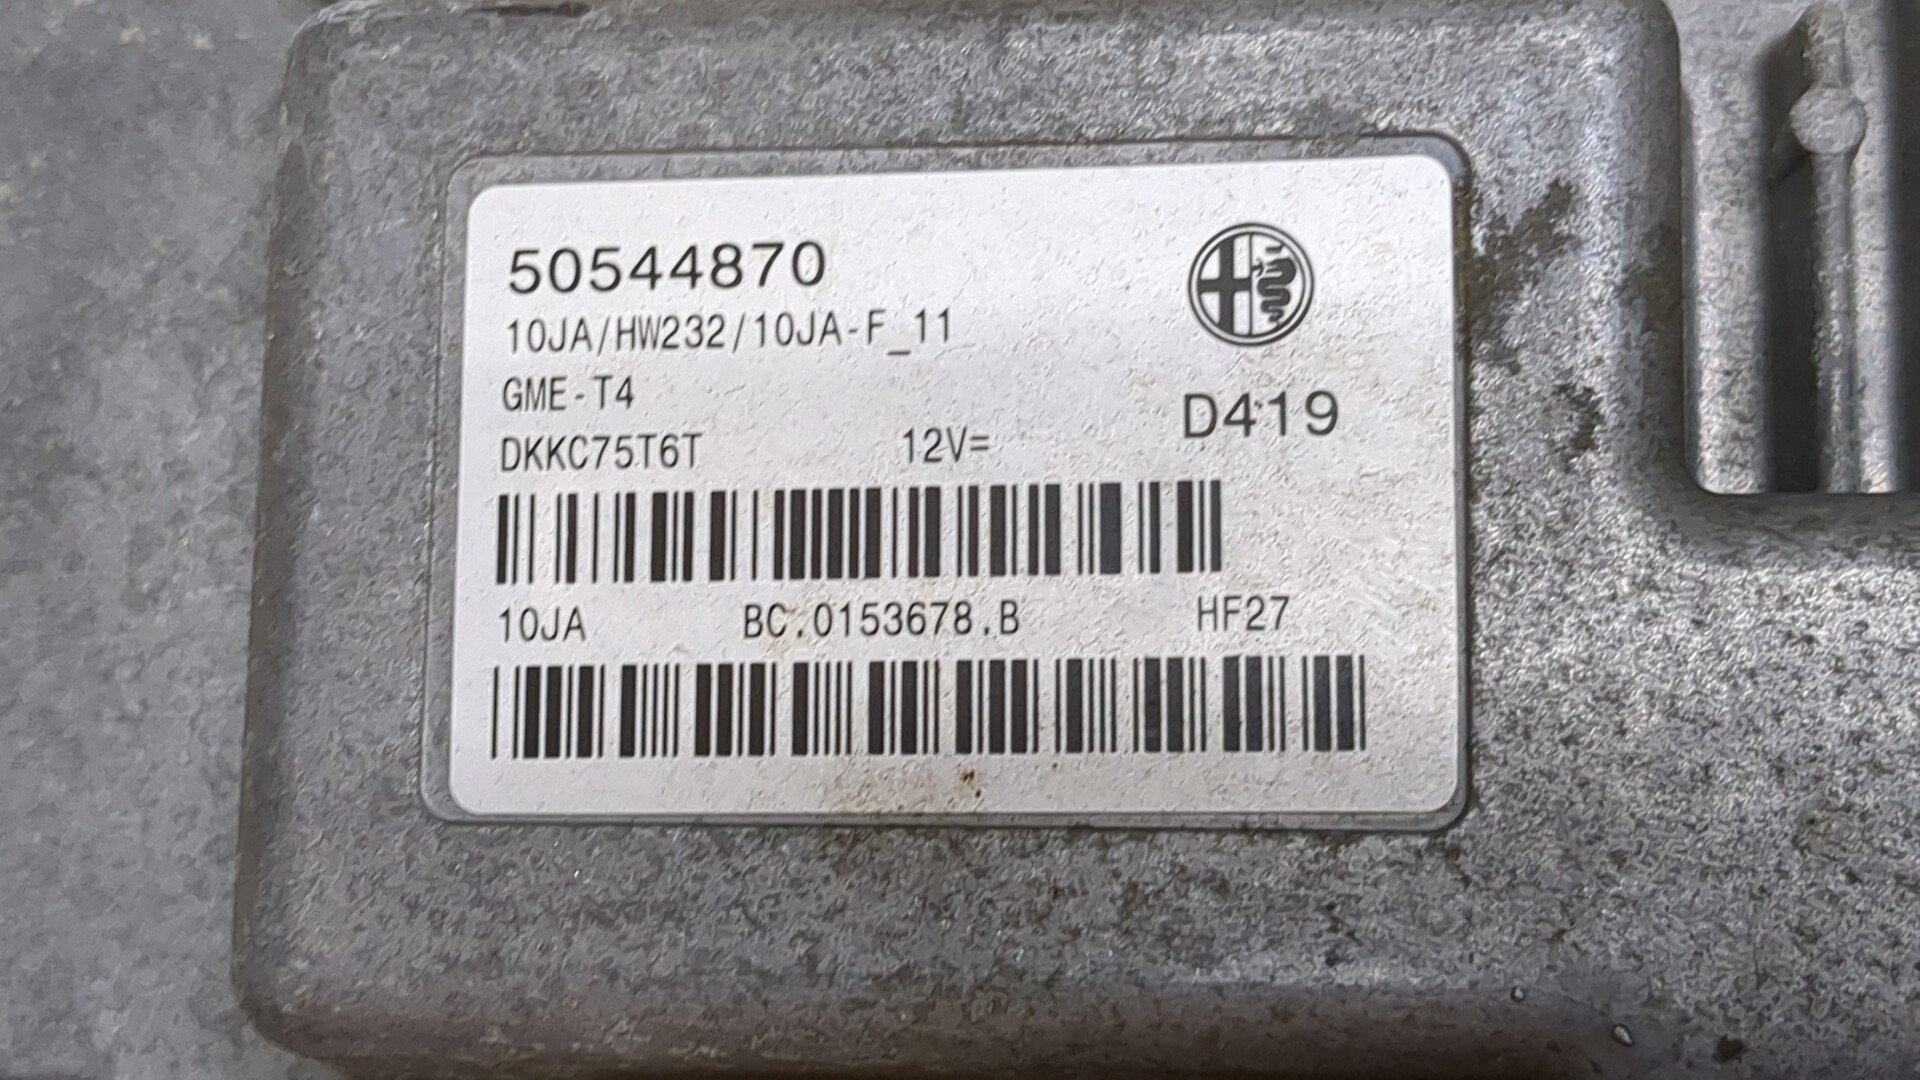 50544870
10JA/HW232/10JA-F_11
GME-T4
D419
DKKC75T6T 12V=
10JA BC.0153678.B HF27